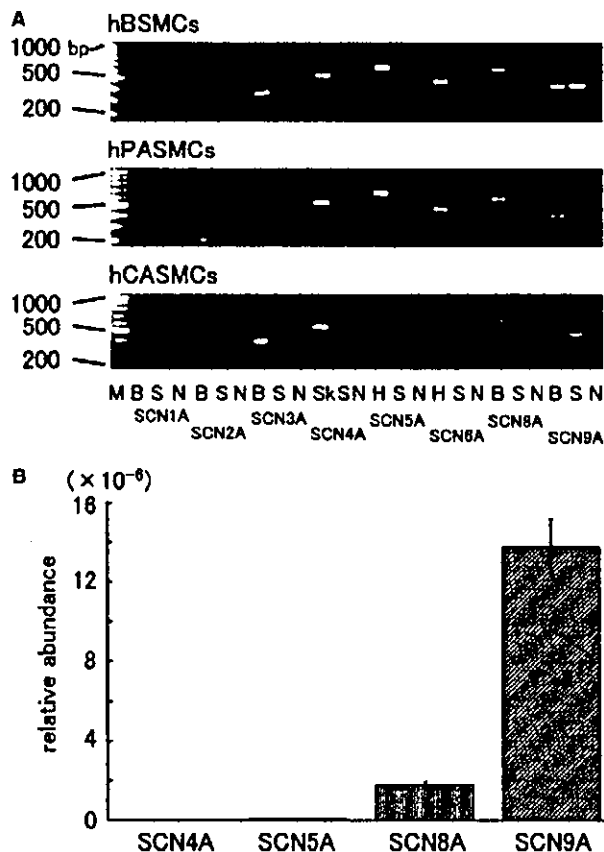 A
hBSMCs
1000 bp
500
200
hPASMCs
1000
500
200
hCASMCs
1000
500
200
M B S N B S N B S N Sk S N H S N H S N B S N B S
SCN1A
SCN2A
SCN3A
SCN4A
SCN5A
SCN6A
SCN8A
SCN9A
B
(×10⁻⁶)
16
12
8
4
0
relative abundance
SCN4A SCN5A SCN8A SCN9A